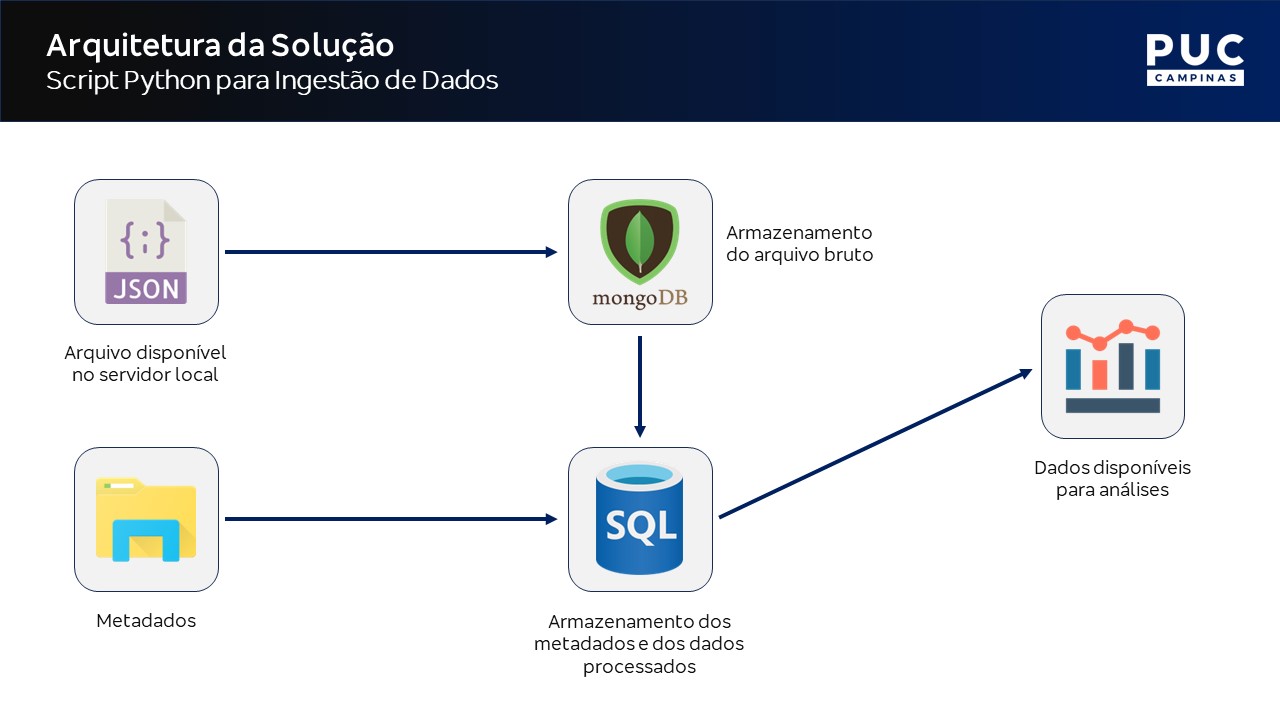 Arquitetura da Solução
Script Python para Ingestão de Dados
PUC
CAMPINAS
{;}
JSON
Arquivo disponível
no servidor local
mongoDB
Armazenamento
do arquivo bruto
Metadados
SQL
Armazenamento dos
metadados e dos dados
processados
Dados disponíveis
para análises